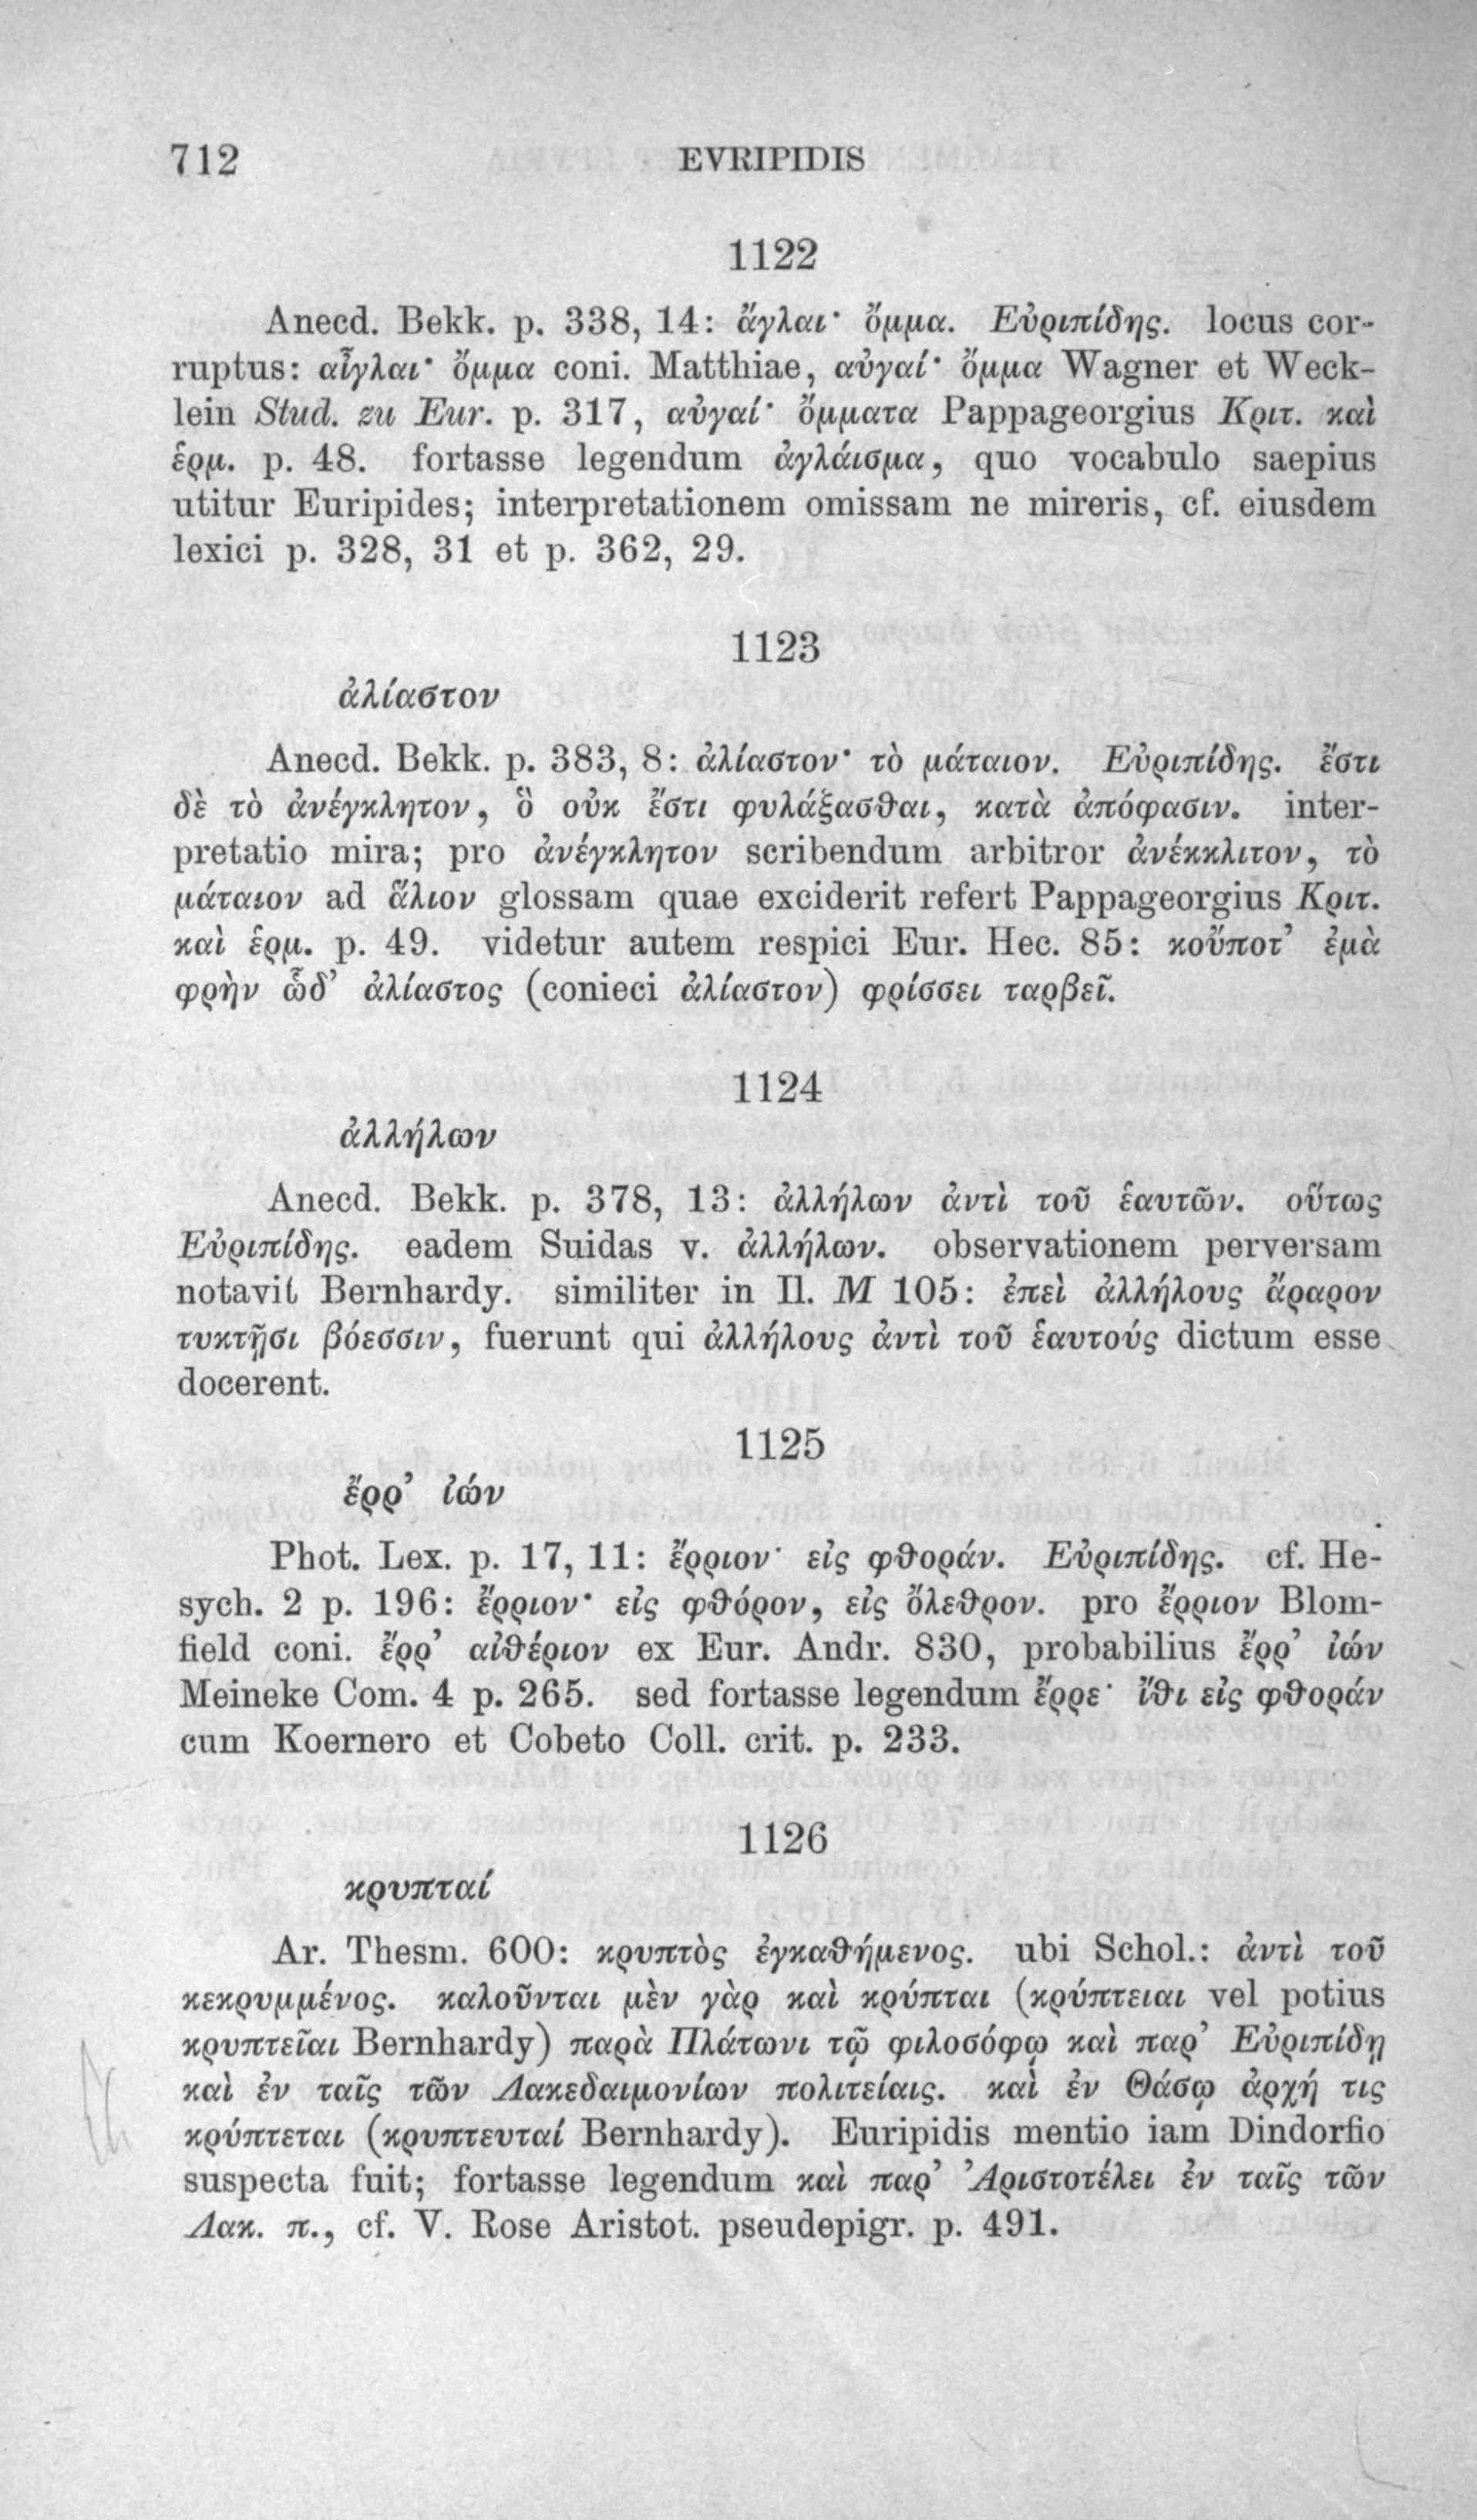 712 EVRIPIDIS
1122
Anecd. Bekk. p. 338, 14: ἄγλαι· ὄμμα. Εὐριπίδης. locus cor-
ruptus: αἶγλαι· ὄμμα coni. Matthiae, αὐγαί· ὄμμα Wagner et Weck-
lein Stud. zu Eur. p. 317, αὐγαί· ὄμματα Pappageorgius Κριτ. καὶ
ἑρμ. p. 48. fortasse legendum ἀγλάισμα, quo vocabulo saepius
utitur Euripides; interpretationem omissam ne mireris, cf. eiusdem
lexici p. 328, 31 et p. 362, 29.
1123
ἀλίαστον
Anecd. Bekk. p. 383, 8: ἀλίαστον· τὸ μάταιον. Εὐριπίδης. ἔστι
δὲ τὸ ἀνέγκλητον, ὃ οὐκ ἔστι φυλάξασθαι, κατὰ ἀπόφασιν. inter-
pretatio mira; pro ἀνέγκλητον scribendum arbitror ἀνέκκλιτον, τὸ
μάταιον ad ἅλιον glossam quae exciderit refert Pappageorgius Κριτ.
καὶ ἑρμ. p. 49. videtur autem respici Eur. Hec. 85: κοὔποτ’ ἐμὰ
φρὴν ὧδ’ ἀλίαστος (conieci ἀλίαστον) φρίσσει ταρβεῖ.
1124
ἀλλήλων
Anecd. Bekk. p. 378, 13: ἀλλήλων ἀντὶ τοῦ ἑαυτῶν. οὕτως
Εὐριπίδης. eadem Suidas v. ἀλλήλων. observationem perversam
notavit Bernhardy. similiter in Il. M 105: ἐπεὶ ἀλλήλους ἄραρον
τυκτῇσι βόεσσιν, fuerunt qui ἀλλήλους ἀντὶ τοῦ ἑαυτούς dictum esse
docerent.
1125
ἔρρ’ ἰών
Phot. Lex. p. 17, 11: ἔρριον· εἰς φθοράν. Εὐριπίδης. cf. He-
sych. 2 p. 196: ἔρριον· εἰς φθόρον, εἰς ὄλεθρον. pro ἔρριον Blom-
field coni. ἔρρ’ αἰθέριον ex Eur. Andr. 830, probabilius ἔρρ’ ἰών
Meineke Com. 4 p. 265. sed fortasse legendum ἔρρε· ἴθι εἰς φθοράν
cum Koernero et Cobeto Coll. crit. p. 233.
1126
κρυπταί
Ar. Thesm. 600: κρυπτὸς ἐγκαθήμενος. ubi Schol.: ἀντὶ τοῦ
κεκρυμμένος. καλοῦνται μὲν γὰρ καὶ κρύπται (κρύπτειαι vel potius
κρυπτεῖαι Bernhardy) παρὰ Πλάτωνι τῷ φιλοσόφῳ καὶ παρ’ Εὐριπίδῃ
καὶ ἐν ταῖς τῶν Λακεδαιμονίων πολιτείαις. καὶ ἐν Θάσῳ ἀρχή τις
κρύπτεται (κρυπτευταί Bernhardy). Euripidis mentio iam Dindorfio
suspecta fuit; fortasse legendum καὶ παρ’ Ἀριστοτέλει ἐν ταῖς τῶν
Λακ. π., cf. V. Rose Aristot. pseudepigr. p. 491.